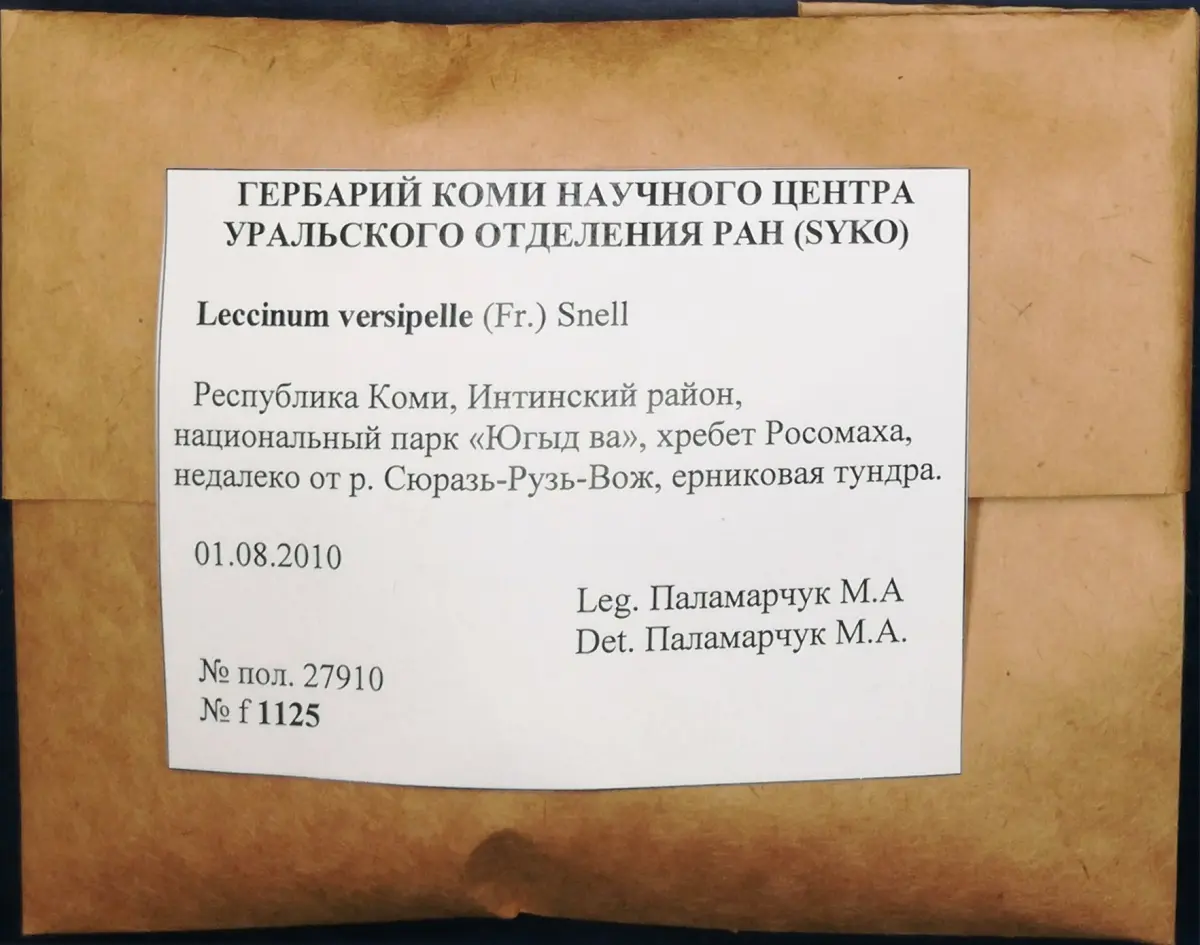 ГЕРБАРИЙ КОМИ НАУЧНОГО ЦЕНТРА
УРАЛЬСКОГО ОТДЕЛЕНИЯ РАН (SYKO)
Leccinum versipelle (Fr.) Snell
Республика Коми, Интинский район,
национальный парк «Югыд ва», хребет Росомаха,
недалеко от р. Сюразь-Рузь-Вож, ерниковая тундра.
01.08.2010
Leg. Паламарчук М.А
Det. Паламарчук М.А.
№ пол. 27910
№ f 1125